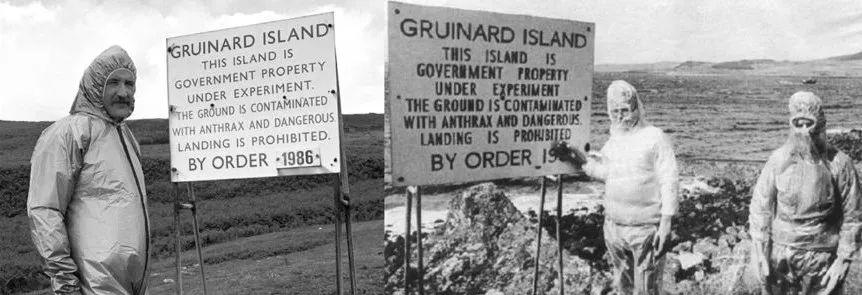 GRUINARD ISLAND
THIS ISLAND IS
GOVERNMENT PROPERTY
UNDER EXPERIMENT.
THE GROUND IS CONTAMINATED
WITH ANTHRAX AND DANGEROUS.
LANDING IS PROHIBITED.
BY ORDER 1986
GRUINARD ISLAND
THIS ISLAND IS
GOVERNMENT PROPERTY
UNDER EXPERIMENT
THE GROUND IS CONTAMINATED
WITH ANTHRAX AND DANGEROUS.
LANDING IS PROHIBITED
BY ORDER